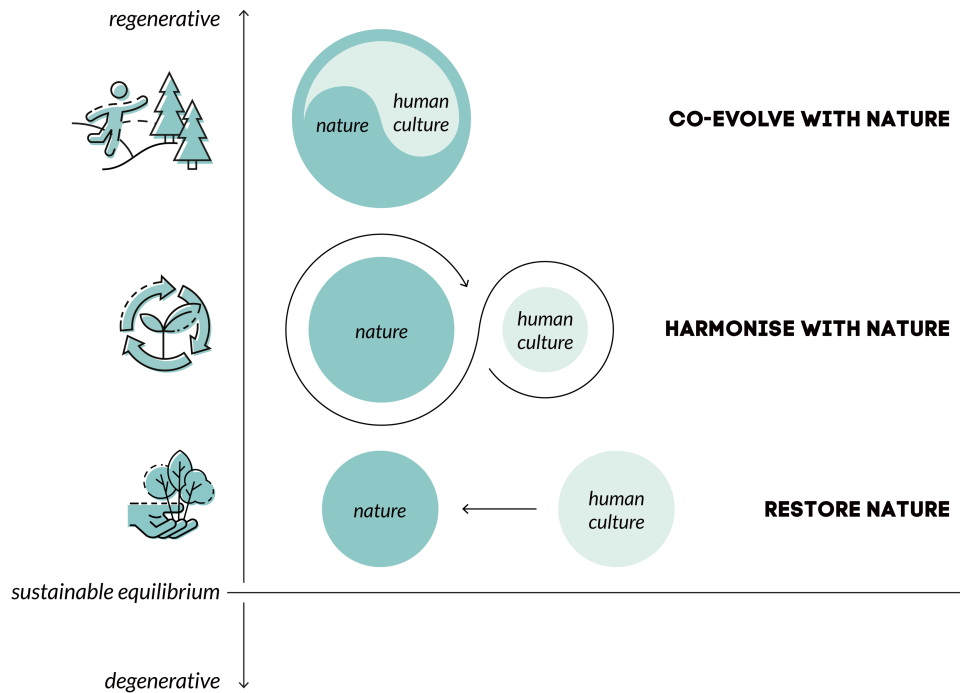 regenerative
nature
human
culture
CO-EVOLVE WITH NATURE
nature
human
culture
HARMONISE WITH NATURE
nature
human
culture
RESTORE NATURE
sustainable equilibrium
degenerative